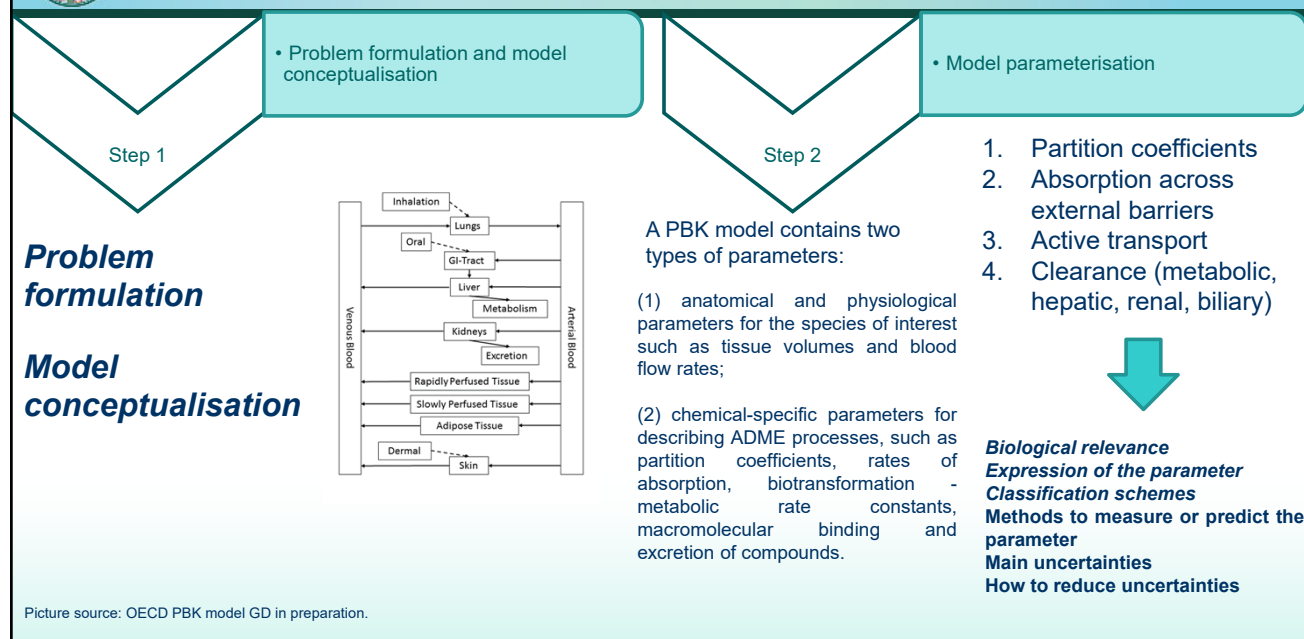 • Problem formulation and model
conceptualisation
Step 1
Problem
formulation
Model
conceptualisation
Inhalation
Lungs
Oral
GI-Tract
Liver
Metabolism
Kidneys
Excretion
Rapidly Perfused Tissue
Slowly Perfused Tissue
Adipose Tissue
Dermal
Skin
Venous Blood
Arterial Blood
• Model parameterisation
Step 2
A PBK model contains two
types of parameters:
(1) anatomical and physiological
parameters for the species of interest
such as tissue volumes and blood
flow rates;
(2) chemical-specific parameters for
describing ADME processes, such as
partition coefficients, rates of
absorption, biotransformation -
metabolic rate constants,
macromolecular binding and
excretion of compounds.
1. Partition coefficients
2. Absorption across
external barriers
3. Active transport
4. Clearance (metabolic,
hepatic, renal, biliary)
Biological relevance
Expression of the parameter
Classification schemes
Methods to measure or predict the
parameter
Main uncertainties
How to reduce uncertainties
Picture source: OECD PBK model GD in preparation.